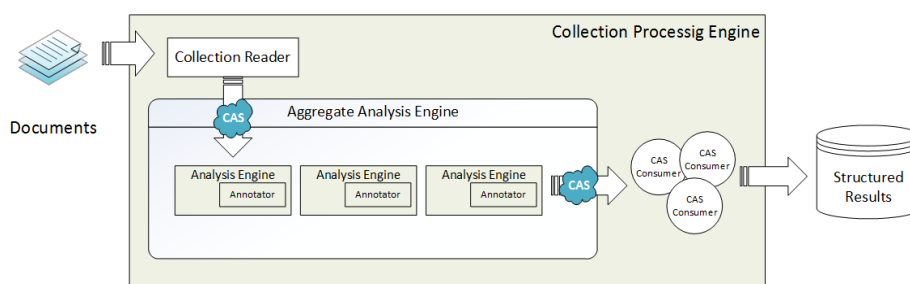 Collection Processig Engine
Documents
Collection Reader
CAS
Aggregate Analysis Engine
Analysis Engine
Annotator
Analysis Engine
Annotator
Analysis Engine
Annotator
CAS
CAS
Consumer
CAS
Consumer
CAS
Consumer
Structured
Results